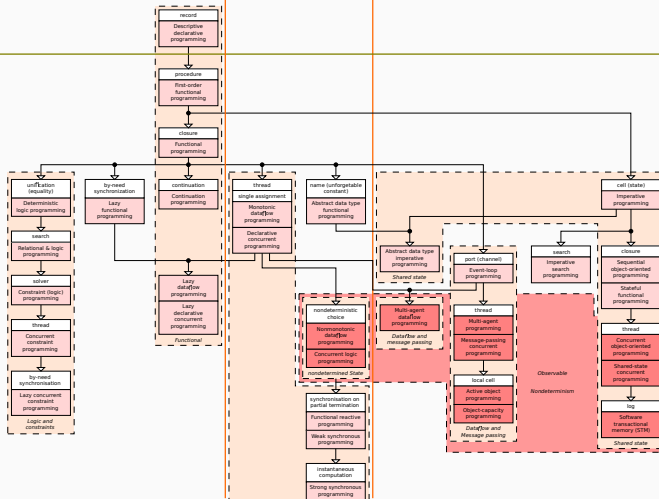 record
Descriptive
declarative
programming
procedure
First-order
functional
programming
closure
Functional
programming
unification
(equality)
Deterministic
logic programming
search
Relational & logic
programming
solver
Constraint (logic)
programming
thread
Concurrent
constraint
programming
by-need
synchronisation
Lazy concurrent
constraint
programming
Logic and
constraints
by-need
synchronization
Lazy
functional
programming
continuation
Continuation
programming
Lazy
dataflow
programming
Lazy
declarative
concurrent
programming
Functional
thread
single assignment
Monotonic
dataflow
programming
Declarative
concurrent
programming
name (unforgetable
constant)
Abstract data type
functional
programming
nondeterministic
choice
Nonmonotonic
dataflow
programming
Concurrent logic
programming
nondetermined State
synchronisation on
partial termination
Functional reactive
programming
Weak synchronous
programming
instantaneous
computation
Strong synchronous
programming
Abstract data type
imperative
programming
Shared state
Multi-agent
dataflow
programming
Dataflow and
message passing
port (channel)
Event-loop
programming
thread
Multi-agent
programming
Message-passing
concurrent
programming
local cell
Active object
programming
Object-capacity
programming
Dataflow and
Message passing
search
Imperative
search
programming
Observable
Nondeterminism
cell (state)
Imperative
programming
closure
Sequential
object-oriented
programming
Stateful
functional
programming
thread
Concurrent
object-oriented
programming
Shared-state
concurrent
programming
log
Software
transactional
memory (STM)
Shared state